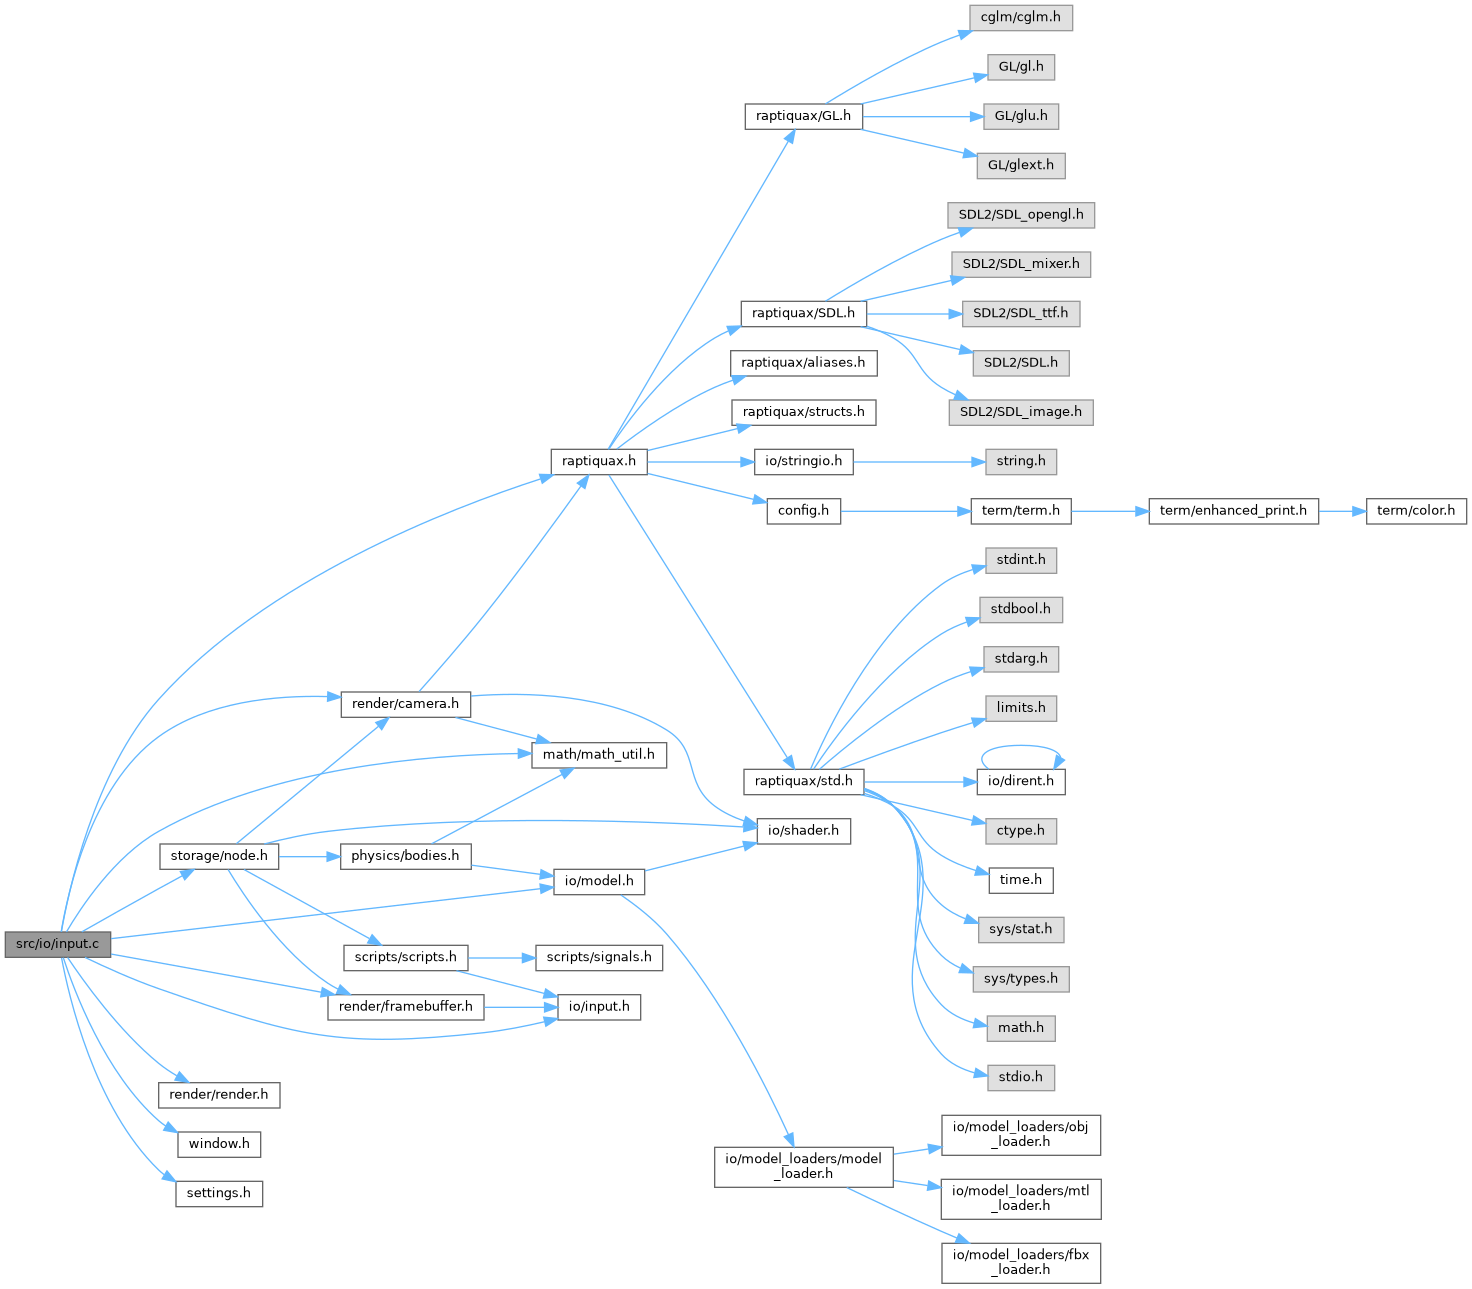 cglm/cglm.h
GL/gl.h
raptiquax/GL.h
GL/glu.h
GL/glext.h
SDL2/SDL_opengl.h
SDL2/SDL_mixer.h
raptiquax/SDL.h
SDL2/SDL_ttf.h
raptiquax/aliases.h
SDL2/SDL.h
raptiquax/structs.h
SDL2/SDL_image.h
raptiquax.h
io/stringio.h
string.h
config.h
term/term.h
term/enhanced_print.h
term/color.h
stdint.h
stdbool.h
stdarg.h
render/camera.h
limits.h
math/math_util.h
raptiquax/std.h
io/dirent.h
io/shader.h
ctype.h
storage/node.h
physics/bodies.h
io/model.h
time.h
src/io/input.c
sys/stat.h
scripts/scripts.h
scripts/signals.h
sys/types.h
render/framebuffer.h
io/input.h
math.h
stdio.h
render/render.h
window.h
io/model_loaders/obj
_loader.h
io/model_loaders/model
_loader.h
settings.h
io/model_loaders/mtl
_loader.h
io/model_loaders/fbx
_loader.h